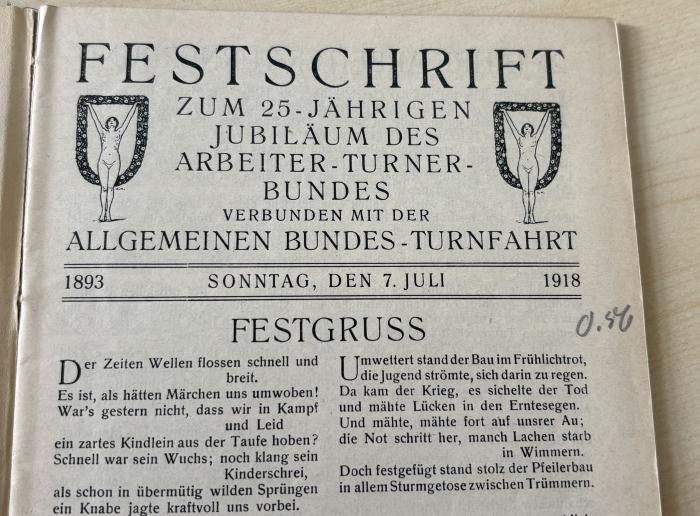 FESTSCHRIFT
ZUM 25-JÄHRIGEN
JUBILÄUM DES
ARBEITER-TURNER-
BUNDES
VERBUNDEN MIT DER
ALLGEMEINEN BUNDES-TURNFAHRT
1893 SONNTAG, DEN 7. JULI 1918
0.56
FESTGRUSS
Der Zeiten Wellen flossen schnell und
breit.
Es ist, als hätten Märchen uns umwoben!
War's gestern nicht, dass wir in Kampf
und Leid
ein zartes Kindlein aus der Taufe hoben?
Schnell war sein Wuchs; noch klang sein
Kinderschrei,
als schon in übermütig wilden Sprüngen
ein Knabe jagte kraftvoll uns vorbei.
Umwettert stand der Bau im Frühlichtrot,
die Jugend strömte, sich darin zu regen.
Da kam der Krieg, es sichelte der Tod
und mähte Lücken in den Erntesegen.
Und mähte, mähte fort auf unsrer Au;
die Not schritt her, manch Lachen starb
in Wimmern.
Doch festgefügt stand stolz der Pfeilerbau
in allem Sturmgetose zwischen Trümmern.